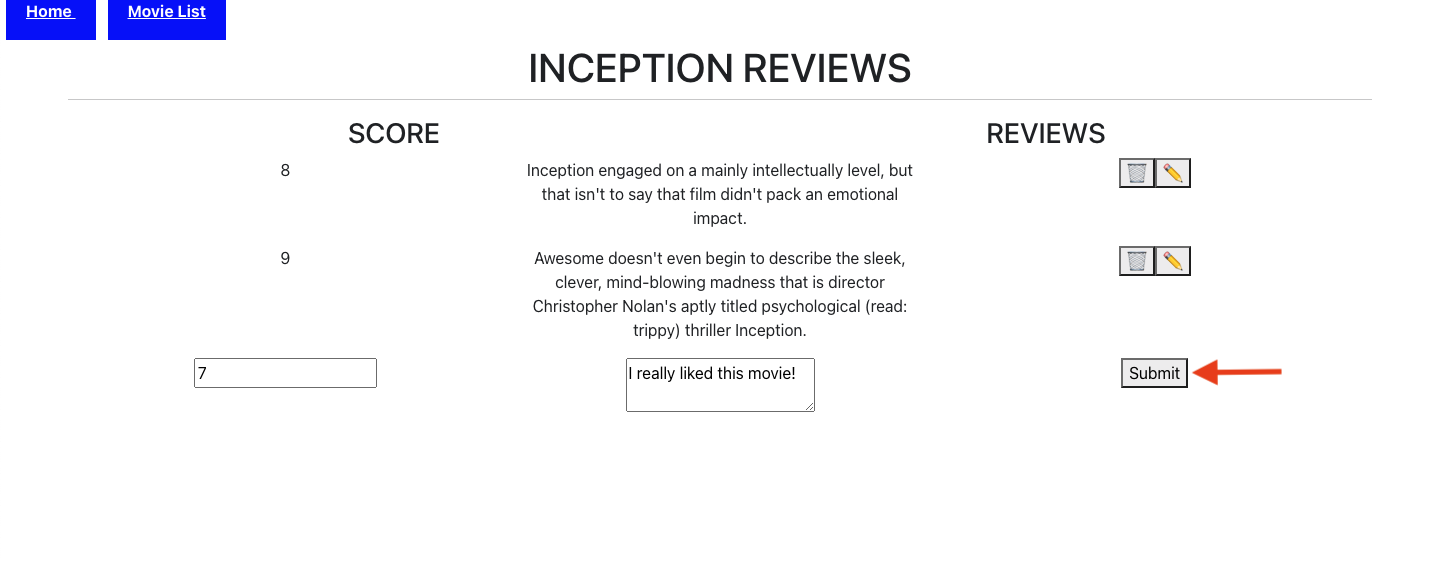 Home Movie List
INCEPTION REVIEWS
SCORE REVIEWS
8 Inception engaged on a mainly intellectually level, but
that isn't to say that film didn't pack an emotional
impact.
9 Awesome doesn't even begin to describe the sleek,
clever, mind-blowing madness that is director
Christopher Nolan's aptly titled psychological (read:
trippy) thriller Inception.
7 I really liked this movie! Submit